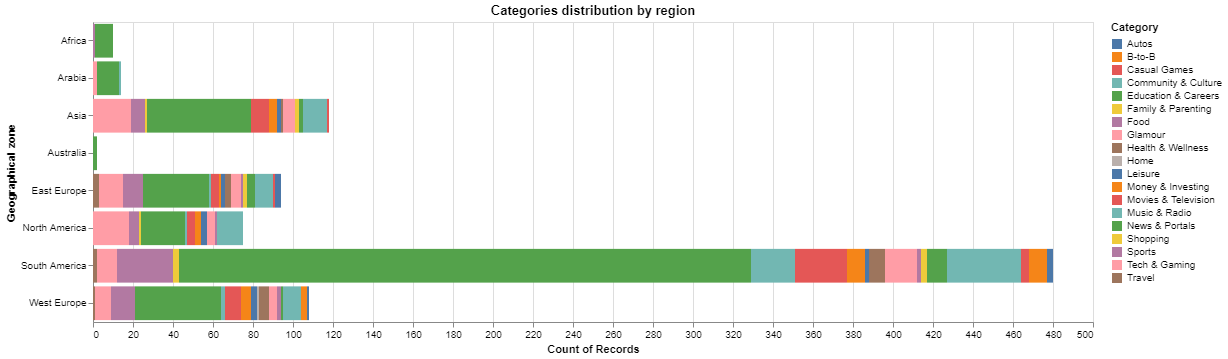 Categories distribution by region
Geographical zone
Africa
Arabia
Asia
Australia
East Europe
North America
South America
West Europe
0 20 40 60 80 100 120 140 160 180 200 220 240 260 280 300 320 340 360 380 400 420 440 460 480 500
Count of Records
Category
Autos
B-to-B
Casual Games
Community & Culture
Education & Careers
Family & Parenting
Food
Glamour
Health & Wellness
Home
Leisure
Money & Investing
Movies & Television
Music & Radio
News & Portals
Shopping
Sports
Tech & Gaming
Travel